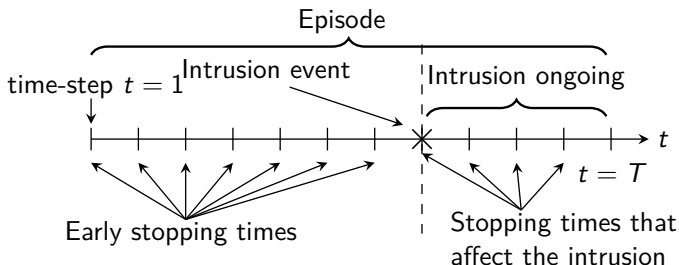 Episode
Intrusion event
Intrusion ongoing
time-step t = 1
t
t = T
Early stopping times
Stopping times that
affect the intrusion